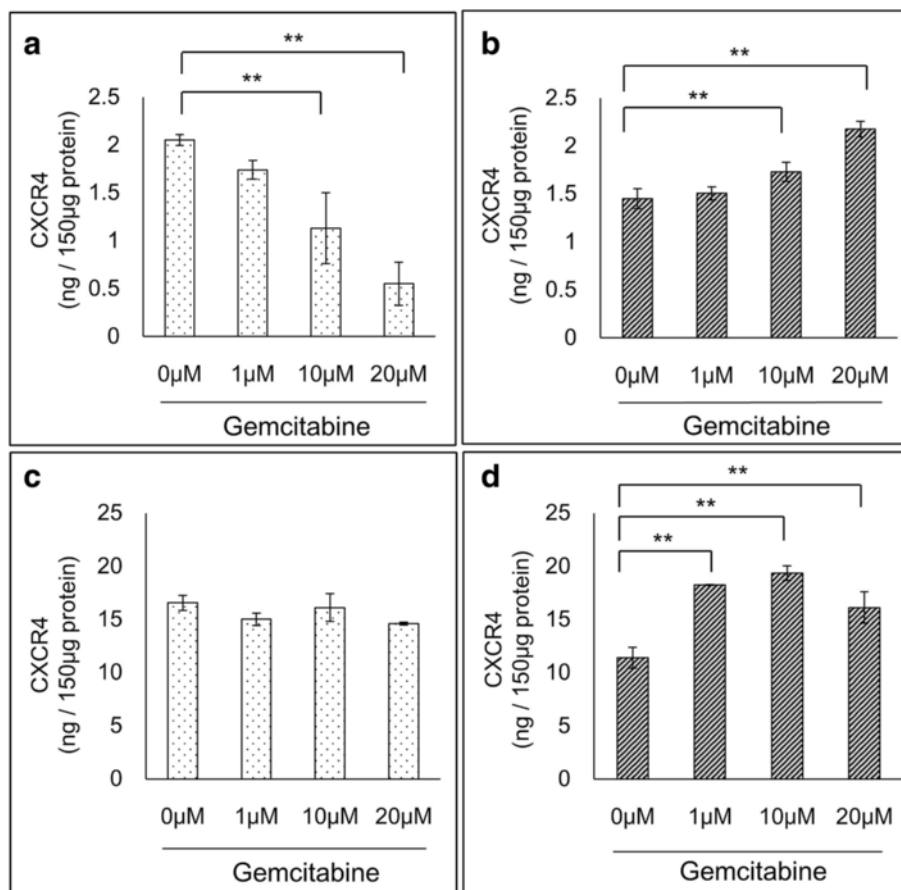 a
**
**
2.5
2
1.5
1
0.5
0
CXCR4
(ng / 150µg protein)
0µM 1µM 10µM 20µM
Gemcitabine
b
**
**
2.5
2
1.5
1
0.5
0
CXCR4
(ng / 150µg protein)
0µM 1µM 10µM 20µM
Gemcitabine
c
25
20
15
10
5
0
CXCR4
(ng / 150µg protein)
0µM 1µM 10µM 20µM
Gemcitabine
d
**
**
**
25
20
15
10
5
0
CXCR4
(ng / 150µg protein)
0µM 1µM 10µM 20µM
Gemcitabine